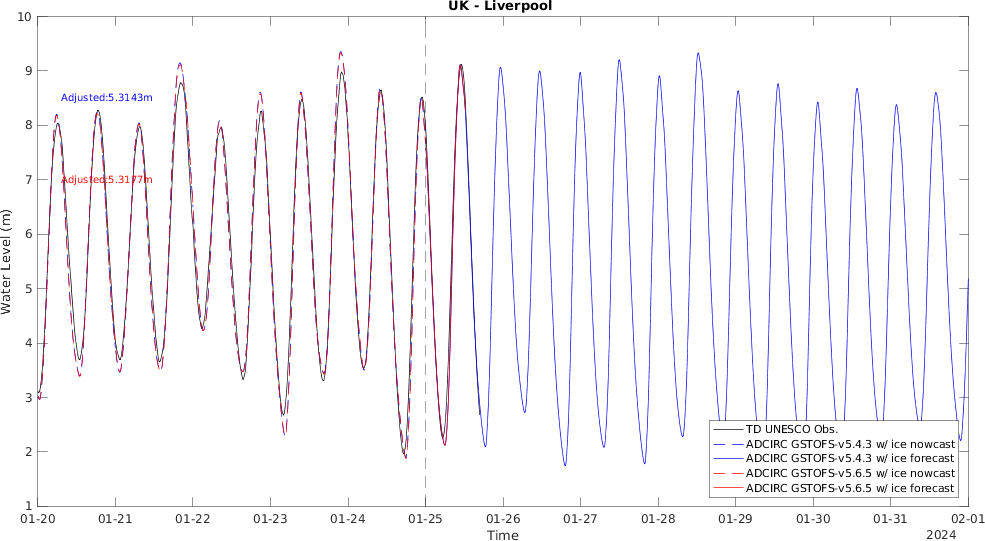 UK - Liverpool
10
9
8
7
6
5
4
3
2
1
Water Level (m)
Adjusted:5.3143m
Adjusted:5.3177m
TD UNESCO Obs.
ADCIRC GSTOFS-v5.4.3 w/ ice nowcast
ADCIRC GSTOFS-v5.4.3 w/ ice forecast
ADCIRC GSTOFS-v5.6.5 w/ ice nowcast
ADCIRC GSTOFS-v5.6.5 w/ ice forecast
01-20 01-21 01-22 01-23 01-24 01-25 01-26 01-27 01-28 01-29 01-30 01-31 02-01
Time
2024